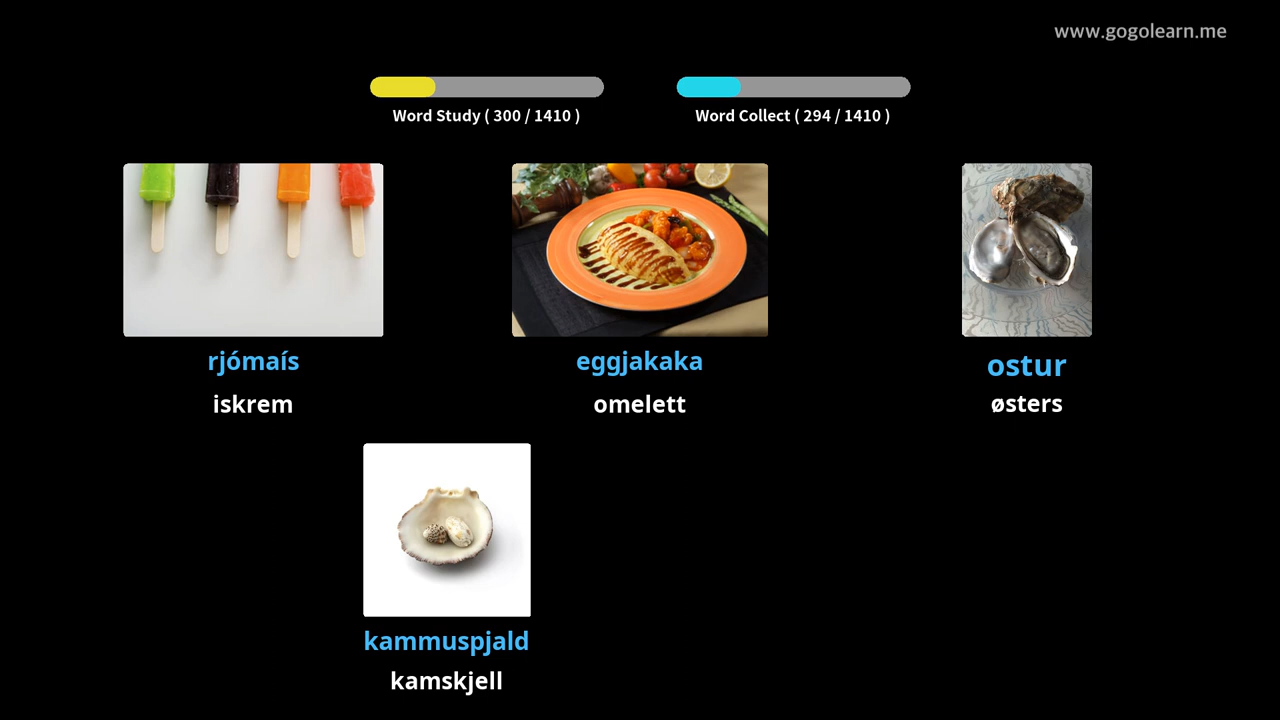 www.gogolearn.me
Word Study ( 300 / 1410 )
Word Collect ( 294 / 1410 )
rjómaís
iskrem
eggjakaka
omelett
ostur
østers
kammuspjald
kamskjell